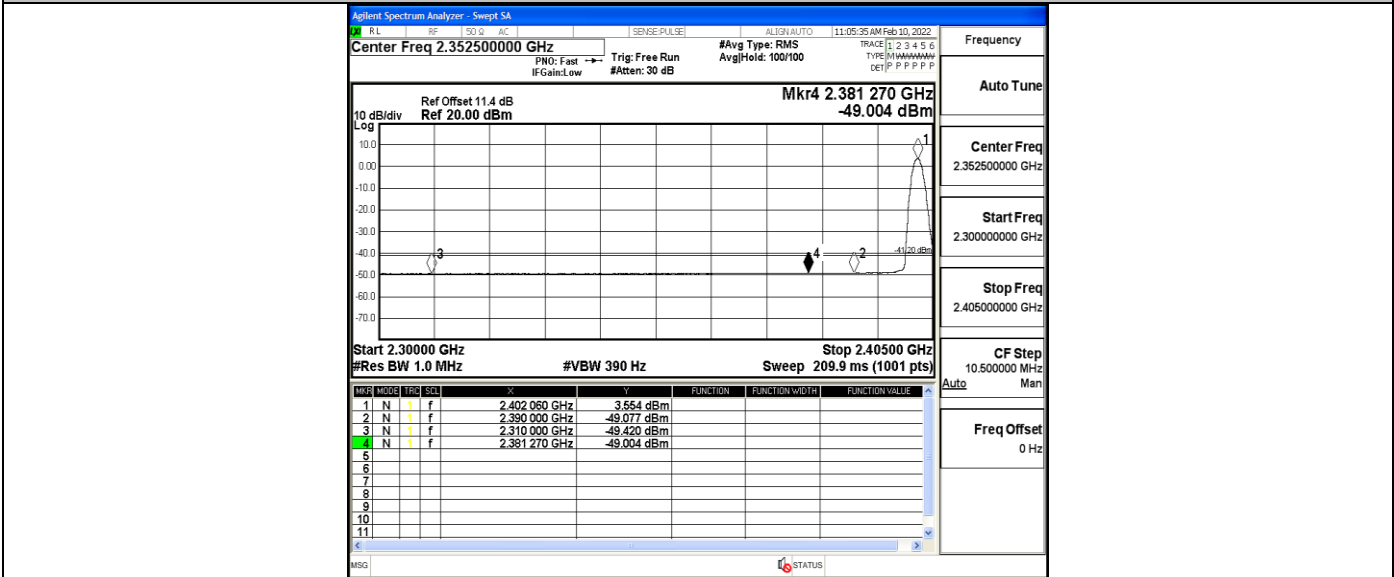 Agilent Spectrum Analyzer - Swept SA
LXI RL RF 50 Ω AC SENSE:PULSE ALIGNAUTO 11:05:35 AM Feb 10, 2022
Center Freq 2.352500000 GHz
PNO: Fast
IFGain:Low
Trig: Free Run
#Atten: 30 dB
#Avg Type: RMS
Avg|Hold: 100/100
TRACE 1 2 3 4 5 6
TYPE M WWWWW
DET P P P P P P
Mkr4 2.381 270 GHz
-49.004 dBm
Ref Offset 11.4 dB
10 dB/div Ref 20.00 dBm
Log
10.0
0.00
-10.0
-20.0
-30.0
-40.0
-50.0
-60.0
-70.0
1
2
3
4
-41.20 dBm
Start 2.30000 GHz Stop 2.40500 GHz
#Res BW 1.0 MHz #VBW 390 Hz Sweep 209.9 ms (1001 pts)
MKR MODE TRC SCL X Y FUNCTION FUNCTION WIDTH FUNCTION VALUE
1 N 1 f 2.402 060 GHz 3.554 dBm
2 N 1 f 2.390 000 GHz -49.077 dBm
3 N 1 f 2.310 000 GHz -49.420 dBm
4 N 1 f 2.381 270 GHz -49.004 dBm
5
6
7
8
9
10
11
MSG STATUS
Frequency
Auto Tune
Center Freq
2.352500000 GHz
Start Freq
2.300000000 GHz
Stop Freq
2.405000000 GHz
CF Step
10.500000 MHz
Auto Man
Freq Offset
0 Hz